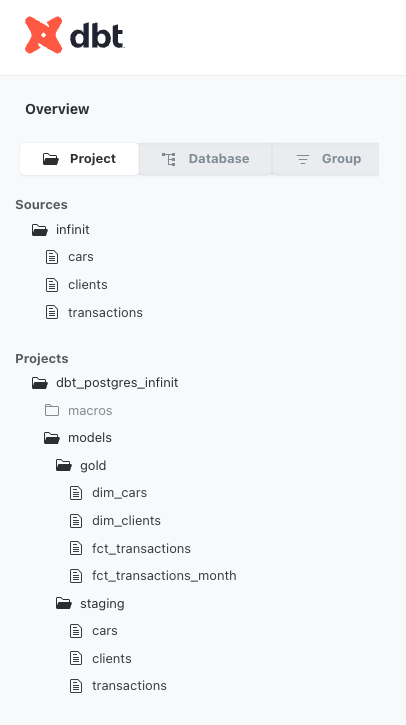 dbt
Overview
Project Database Group
Sources
infinit
cars
clients
transactions
Projects
dbt_postgres_infinit
macros
models
gold
dim_cars
dim_clients
fct_transactions
fct_transactions_month
staging
cars
clients
transactions